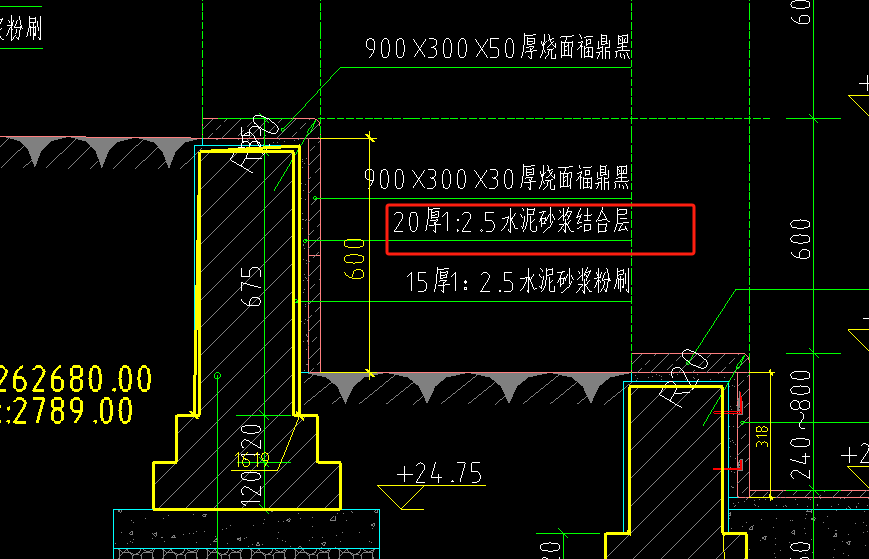 浆粉刷
900X300X50厚烧面福鼎黑
900X300X30厚烧面福鼎黑
20厚1:2.5水泥砂浆结合层
15厚1：2.5水泥砂浆粉刷
600
600
675
120
120
262680.00
:2789.00
+24.75
R20
318
240~800